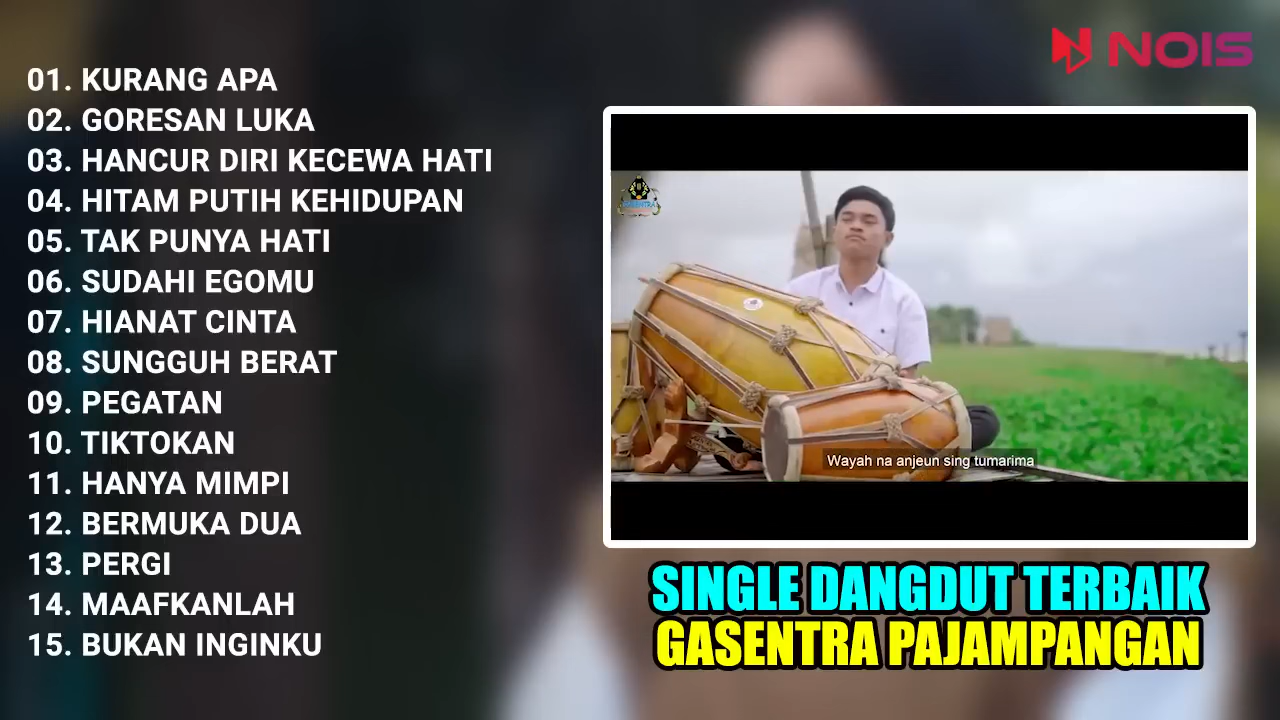 NOIS
01. KURANG APA
02. GORESAN LUKA
03. HANCUR DIRI KECEWA HATI
04. HITAM PUTIH KEHIDUPAN
05. TAK PUNYA HATI
06. SUDAHI EGOMU
07. HIANAT CINTA
08. SUNGGUH BERAT
09. PEGATAN
10. TIKTOKAN
11. HANYA MIMPI
12. BERMUKA DUA
13. PERGI
14. MAAFKANLAH
15. BUKAN INGINKU
Wayah na anjeun sing tumarima
SINGLE DANGDUT TERBAIK
GASENTRA PAJAMPANGAN